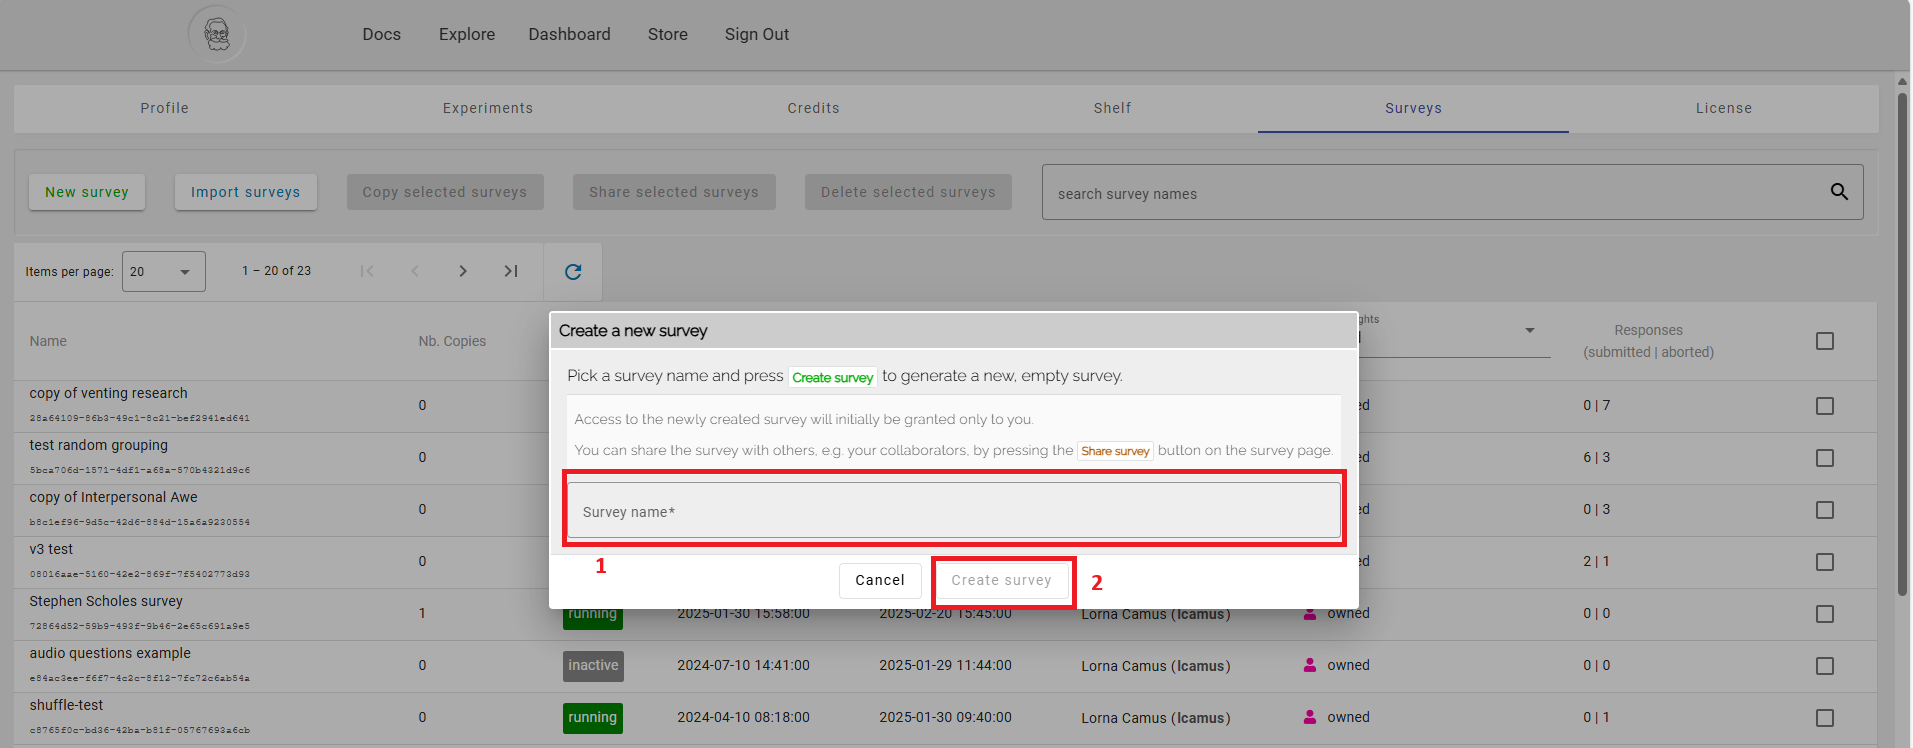 Docs Explore Dashboard Store Sign Out
Profile Experiments Credits Shelf Surveys License
New survey Import surveys Copy selected surveys Share selected surveys Delete selected surveys search survey names
Items per page: 20 1 – 20 of 23
Name Nb. Copies Responses
(submitted | aborted)
Create a new survey
Pick a survey name and press Create survey to generate a new, empty survey.
Access to the newly created survey will initially be granted only to you.
You can share the survey with others, e.g. your collaborators, by pressing the Share survey button on the survey page.
Survey name*
1
Cancel Create survey 2
copy of venting research 0 0 | 7
28a64109-86b3-49c1-8c21-bef2941ed641
test random grouping 0 6 | 3
5bca706d-1571-4df1-a68a-570b4321d9c6
copy of Interpersonal Awe 0 0 | 3
b8c1ef96-9d5c-42d6-884d-15a6a9230554
v3 test 0 2 | 1
08016aae-5160-42e2-869f-7f5402773d93
Stephen Scholes survey 1 running 2025-01-30 15:58:00 2025-02-20 15:45:00 Lorna Camus (lcamus) owned 0 | 0
72864d52-59b9-493f-9b46-2e65c691a9e5
audio questions example 0 inactive 2024-07-10 14:41:00 2025-01-29 11:44:00 Lorna Camus (lcamus) owned 0 | 0
e84ac3ee-f6f7-4c2c-8f12-7fc72c6ab54a
shuffle-test 0 running 2024-04-10 08:18:00 2025-01-30 09:40:00 Lorna Camus (lcamus) owned 0 | 1
c8765f0c-bd36-42ba-b81f-05767693a6cb